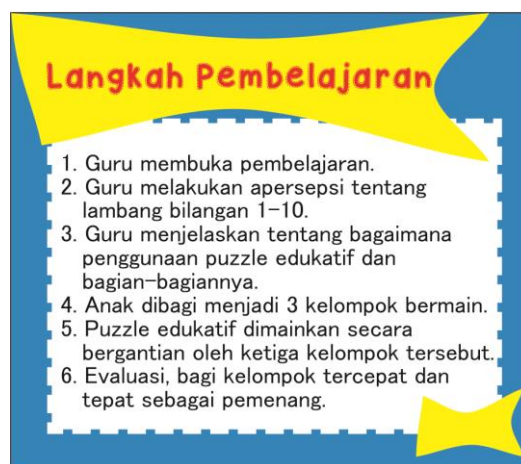 Langkah Pembelajaran
1. Guru membuka pembelajaran.
2. Guru melakukan apersepsi tentang
lambang bilangan 1-10.
3. Guru menjelaskan tentang bagaimana
penggunaan puzzle edukatif dan
bagian-bagiannya.
4. Anak dibagi menjadi 3 kelompok bermain.
5. Puzzle edukatif dimainkan secara
bergantian oleh ketiga kelompok tersebut.
6. Evaluasi, bagi kelompok tercepat dan
tepat sebagai pemenang.